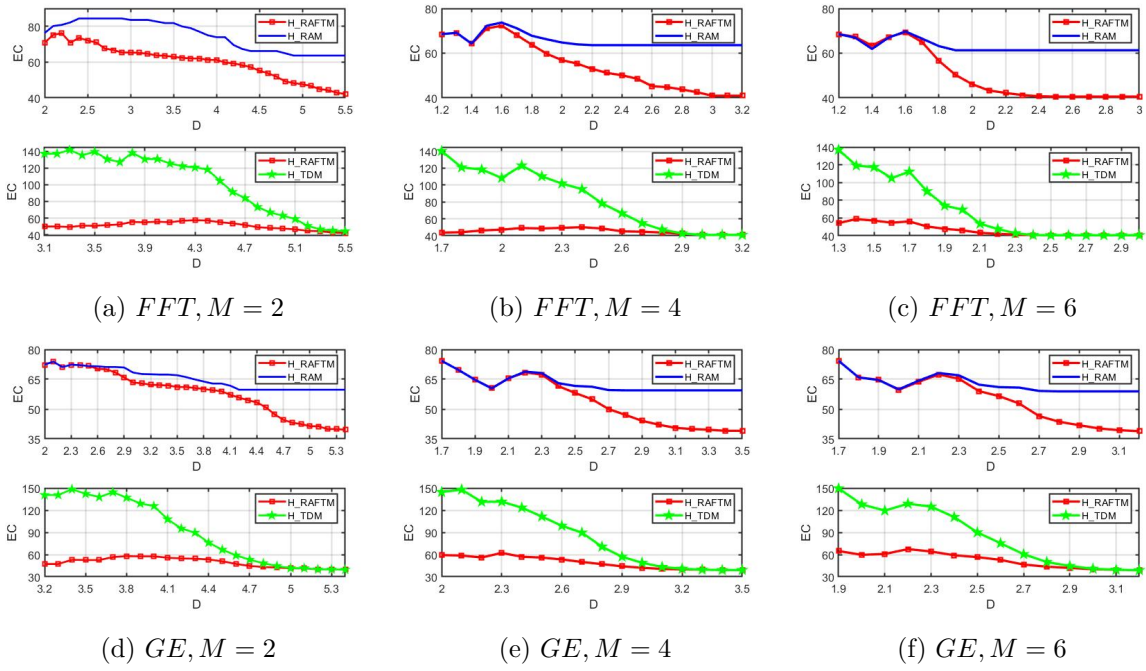 80
60
40
EC
2 2.5 3 3.5 4 4.5 5 5.5
D
H_RAFTM
H_RAM
80
60
40
EC
1.2 1.4 1.6 1.8 2 2.2 2.4 2.6 2.8 3 3.2
D
H_RAFTM
H_RAM
80
60
40
EC
1.2 1.4 1.6 1.8 2 2.2 2.4 2.6 2.8 3
D
H_RAFTM
H_RAM
140
120
100
80
60
40
EC
3.1 3.5 3.9 4.3 4.7 5.1 5.5
D
H_RAFTM
H_TDM
140
120
100
80
60
40
EC
1.7 2 2.3 2.6 2.9 3.2
D
H_RAFTM
H_TDM
140
120
100
80
60
40
EC
1.3 1.5 1.7 1.9 2.1 2.3 2.5 2.7 2.9
D
H_RAFTM
H_TDM
(a) FFT, M = 2
(b) FFT, M = 4
(c) FFT, M = 6
80
65
50
35
EC
2 2.3 2.6 2.9 3.2 3.5 3.8 4.1 4.4 4.7 5 5.3
D
H_RAFTM
H_RAM
80
65
50
35
EC
1.7 1.9 2.1 2.3 2.5 2.7 2.9 3.1 3.3 3.5
D
H_RAFTM
H_RAM
80
65
50
35
EC
1.7 1.9 2.1 2.3 2.5 2.7 2.9 3.1
D
H_RAFTM
H_RAM
150
120
90
60
30
EC
3.2 3.5 3.8 4.1 4.4 4.7 5 5.3
D
H_RAFTM
H_TDM
150
120
90
60
30
EC
2 2.3 2.6 2.9 3.2 3.5
D
H_RAFTM
H_TDM
150
120
90
60
30
EC
1.9 2.1 2.3 2.5 2.7 2.9 3.1
D
H_RAFTM
H_TDM
(d) GE, M = 2
(e) GE, M = 4
(f) GE, M = 6